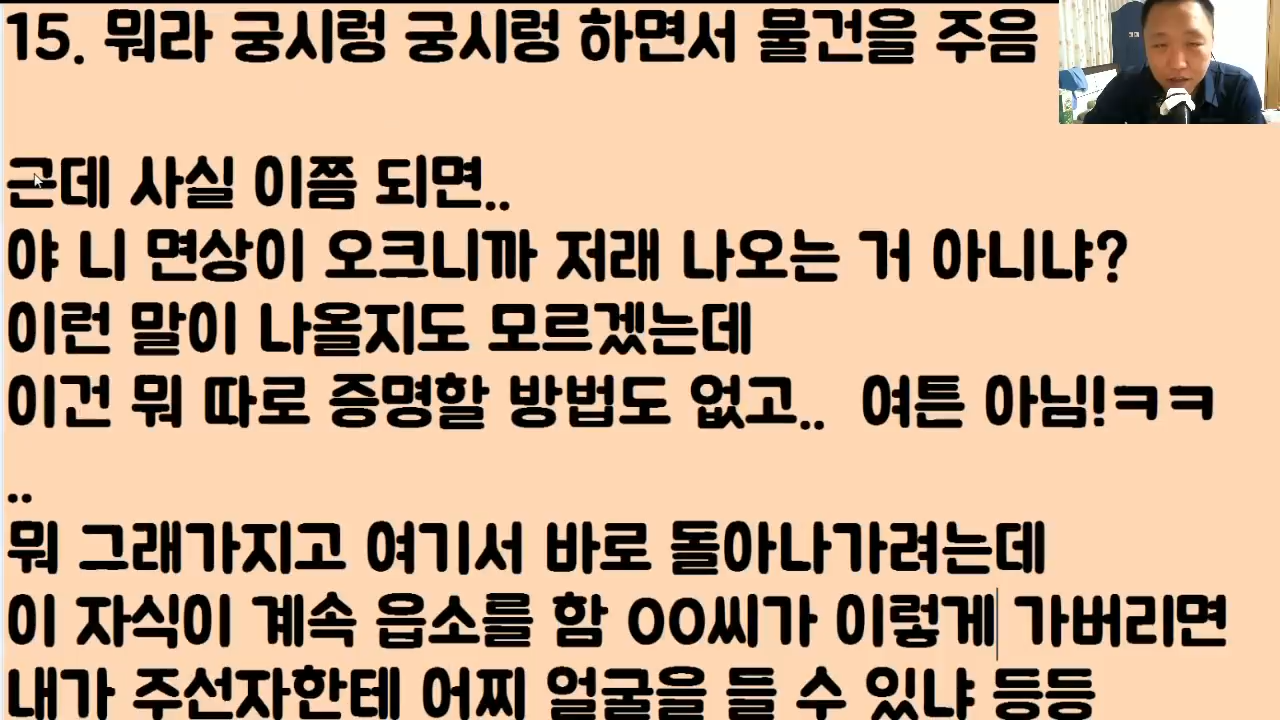 15. 뭐라 궁시렁 궁시렁 하면서 물건을 주음
근데 사실 이쯤 되면..
야 니 면상이 오크니까 저래 나오는 거 아니냐?
이런 말이 나올지도 모르겠는데
이건 뭐 따로 증명할 방법도 없고.. 여튼 아님!ㅋㅋ
..
뭐 그래가지고 여기서 바로 돌아나가려는데
이 자식이 계속 읍소를 함 OO씨가 이렇게 가버리면
내가 주선자한테 어찌 얼굴을 들 수 있냐 등등